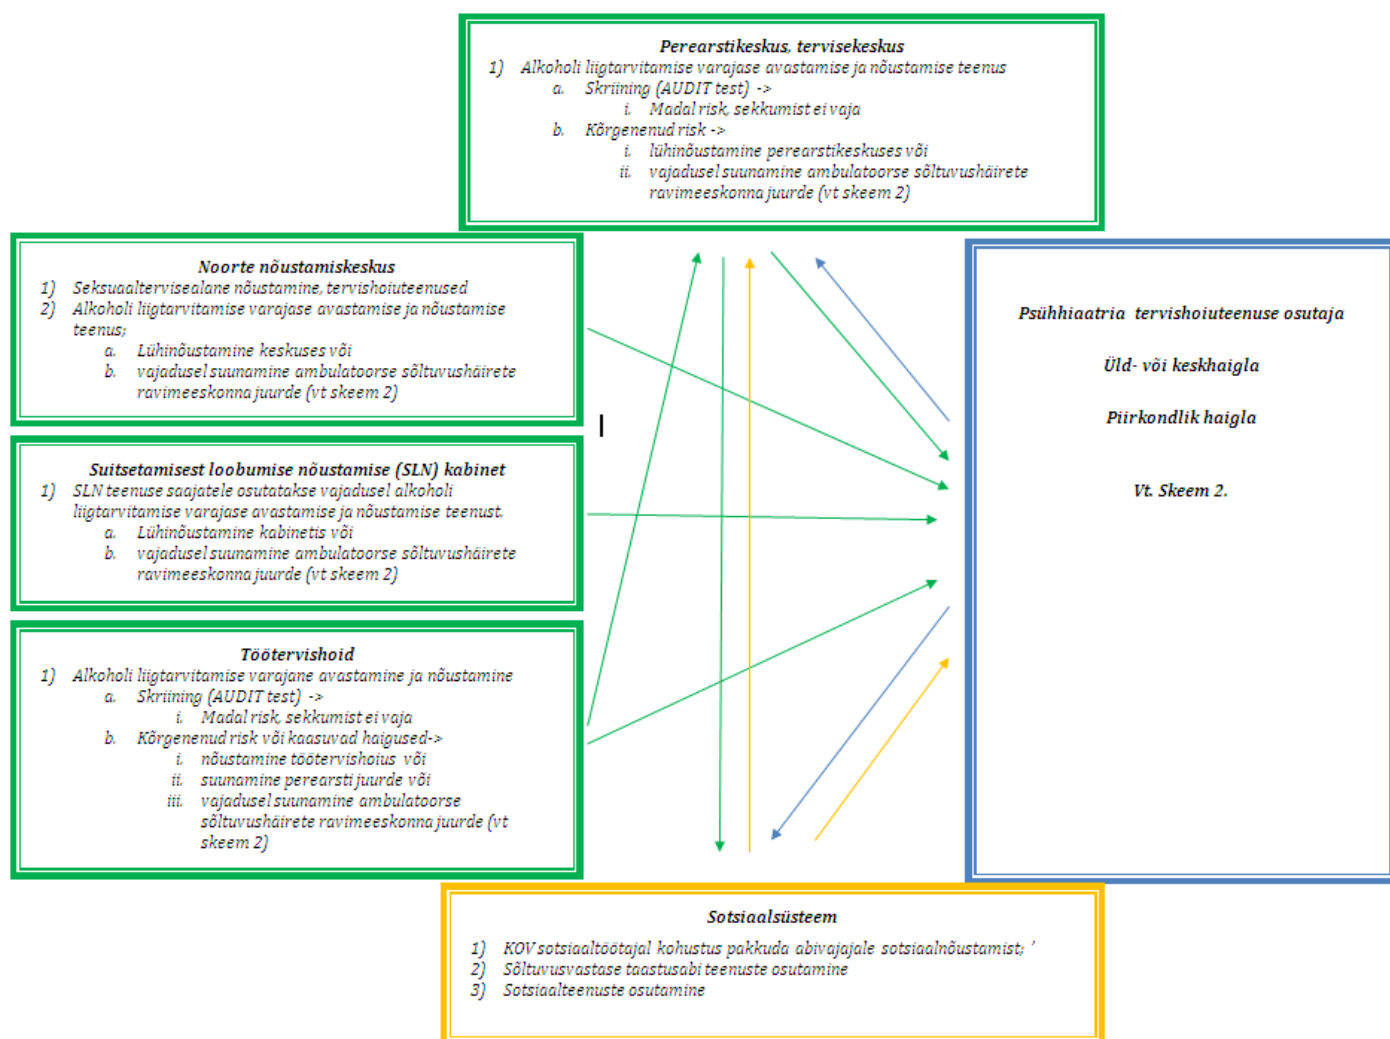 Perearstikeskus, tervisekeskus
1) Alkoholi liigtarvitamise varajase avastamise ja nõustamise teenus
a. Skriining (AUDIT test) ->
i. Madal risk, sekkumist ei vaja
b. Kõrgenenud risk ->
i. lühinõustamine perearstikeskuses või
ii. vajadusel suunamine ambulatoorse sõltuvushäirete
ravimeeskonna juurde (vt skeem 2)
Noorte nõustamiskeskus
1) Seksuaaltervisealane nõustamine, tervishoiuteenused
2) Alkoholi liigtarvitamise varajase avastamise ja nõustamise
teenus;
a. Lühinõustamine keskuses või
b. vajadusel suunamine ambulatoorse sõltuvushäirete
ravimeeskonna juurde (vt skeem 2)
Suitsetamisest loobumise nõustamise (SLN) kabinet
1) SLN teenuse saajatele osutatakse vajadusel alkoholi
liigtarvitamise varajase avastamise ja nõustamise teenust.
a. Lühinõustamine kabinetis või
b. vajadusel suunamine ambulatoorse sõltuvushäirete
ravimeeskonna juurde (vt skeem 2)
Töötervishoid
1) Alkoholi liigtarvitamise varajane avastamine ja nõustamine
a. Skriining (AUDIT test) ->
i. Madal risk, sekkumist ei vaja
b. Kõrgenenud risk või kaasuvad haigused->
i. nõustamine töötervishoius või
ii. suunamine perearsti juurde või
iii. vajadusel suunamine ambulatoorse
sõltuvushäirete ravimeeskonna juurde (vt
skeem 2)
Psühhiaatria tervishoiuteenuse osutaja
Üld- või keskhaigla
Piirkondlik haigla
Vt. Skeem 2.
Sotsiaalsüsteem
1) KOV sotsiaaltöötajal kohustus pakkuda abivajajale sotsiaalnõustamist; ’
2) Sõltuvusvastase taastusabi teenuste osutamine
3) Sotsiaalteenuste osutamine